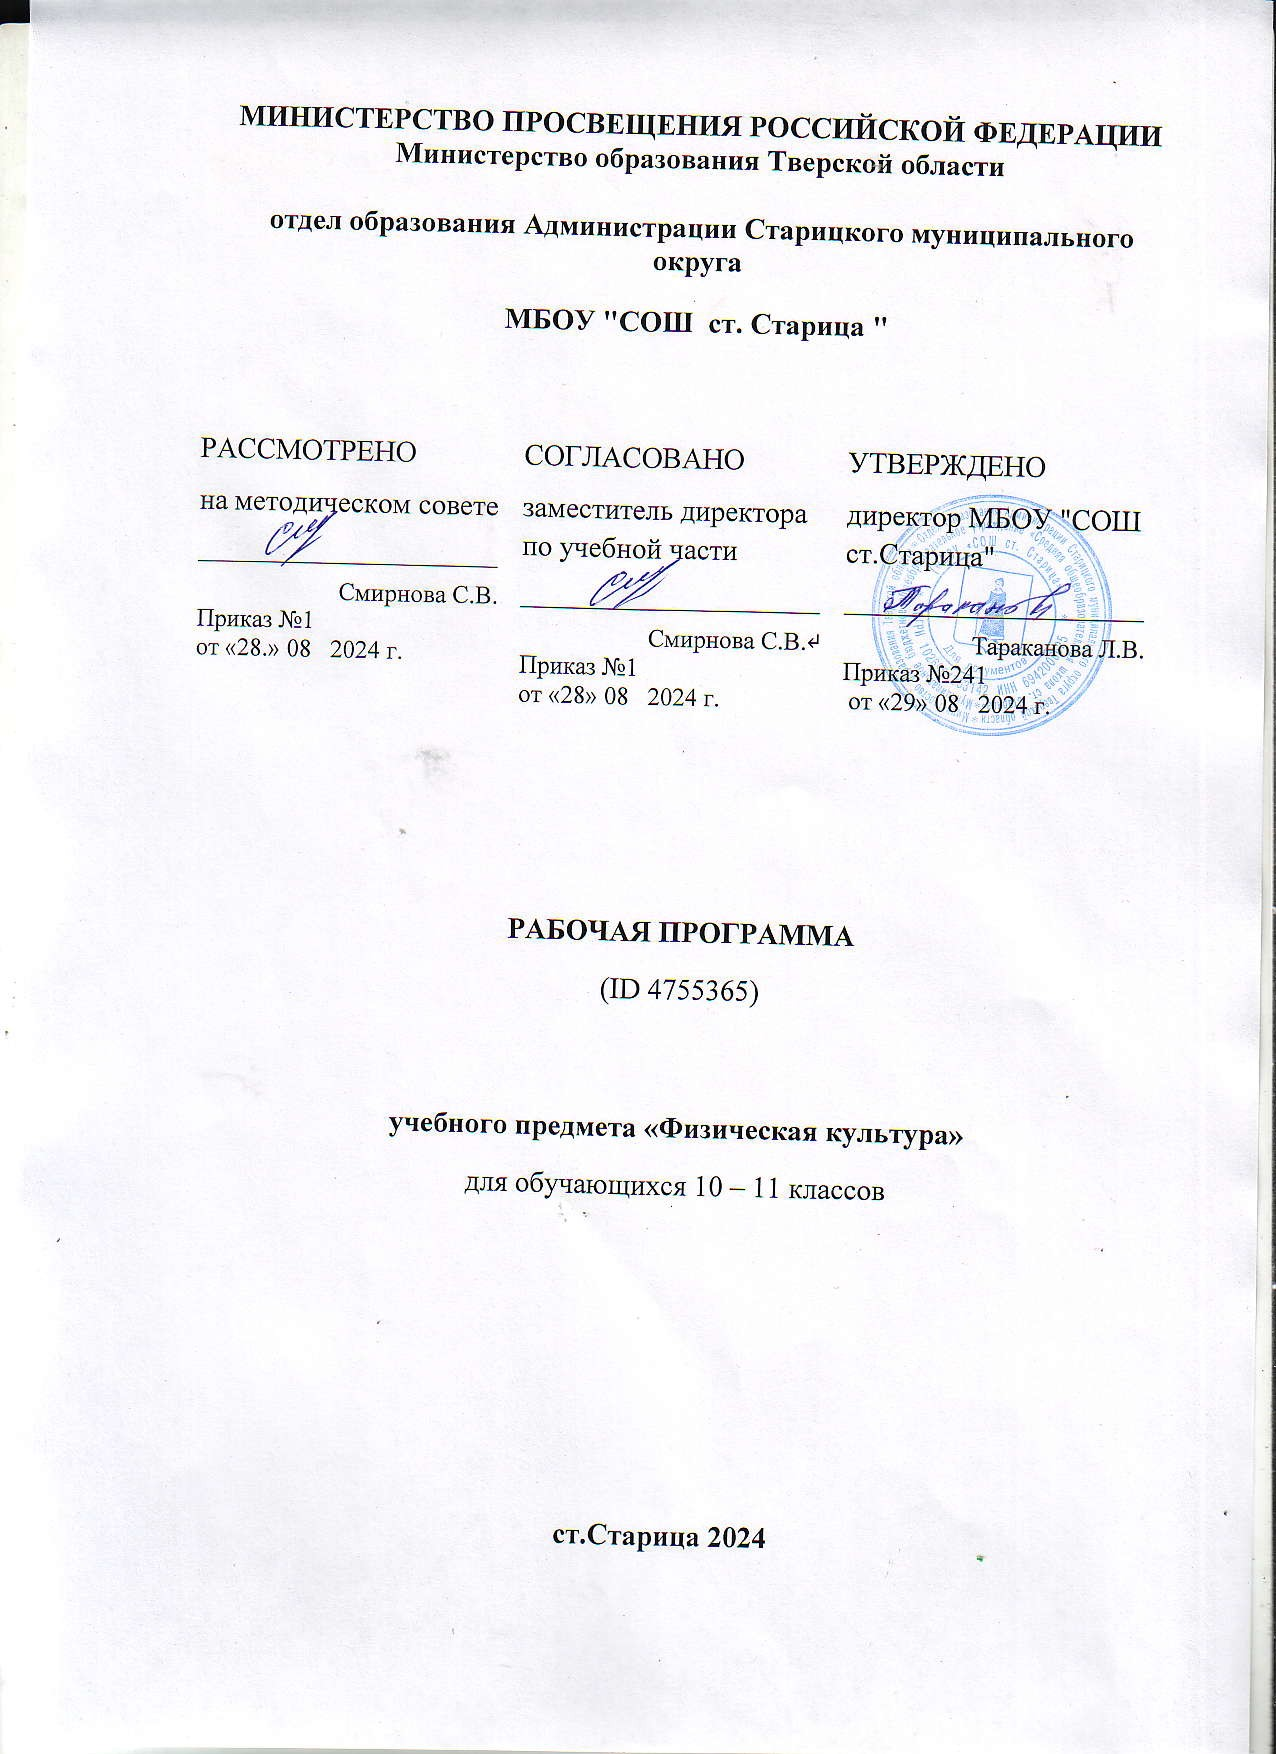 МИНИСТЕРСТВО ПРОСВЕЩЕНИЯ РОССИЙСКОЙ ФЕДЕРАЦИИ
Министерство образования Тверской области
отдел образования Администрации Старицкого муниципального
округа
МБОУ "СОШ  ст. Старица "
РАССМОТРЕНО
на методическом совете
Смирнова С.В.
Приказ №1
от «28.» 08   2024 г.
СОГЛАСОВАНО
заместитель директора
по учебной части
Смирнова С.В.↵
Приказ №1
от «28» 08   2024 г.
УТВЕРЖДЕНО
директор МБОУ "СОШ
ст.Старица"
Тараканова Л.В.
Приказ №241
от «29» 08   2024 г.
Для документов
РАБОЧАЯ ПРОГРАММА
(ID 4755365)
учебного предмета «Физическая культура»
для обучающихся 10 – 11 классов
ст.Старица 2024